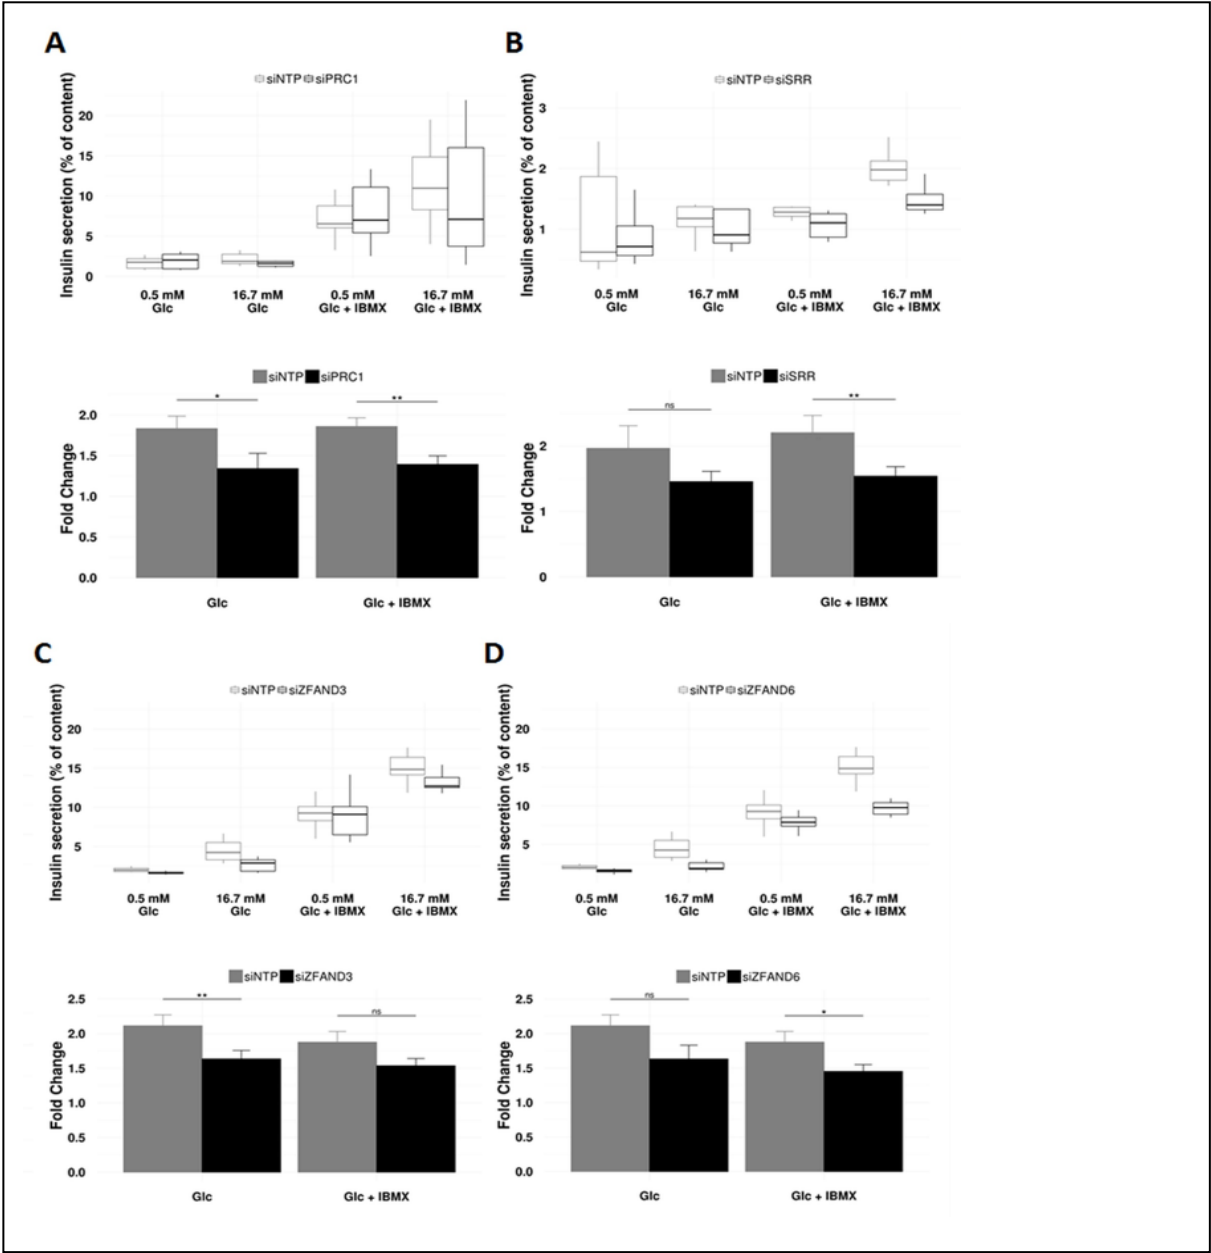 A
B
siNTP siPRC1
siNTP siSRR
Insulin secretion (% of content)
20
15
10
5
0
0.5 mM Glc
16.7 mM Glc
0.5 mM Glc + IBMX
16.7 mM Glc + IBMX
Insulin secretion (% of content)
3
2
1
0.5 mM Glc
16.7 mM Glc
0.5 mM Glc + IBMX
16.7 mM Glc + IBMX
siNTP siPRC1
*
**
Fold Change
2.0
1.5
1.0
0.5
0.0
Glc
Glc + IBMX
siNTP siSRR
ns
**
Fold Change
2
1
0
Glc
Glc + IBMX
C
D
siNTP siZFAND3
siNTP siZFAND6
Insulin secretion (% of content)
20
15
10
5
0.5 mM Glc
16.7 mM Glc
0.5 mM Glc + IBMX
16.7 mM Glc + IBMX
Insulin secretion (% of content)
20
15
10
5
0.5 mM Glc
16.7 mM Glc
0.5 mM Glc + IBMX
16.7 mM Glc + IBMX
siNTP siZFAND3
**
ns
Fold Change
2.5
2.0
1.5
1.0
0.5
0.0
Glc
Glc + IBMX
siNTP siZFAND6
ns
*
Fold Change
2.5
2.0
1.5
1.0
0.5
0.0
Glc
Glc + IBMX